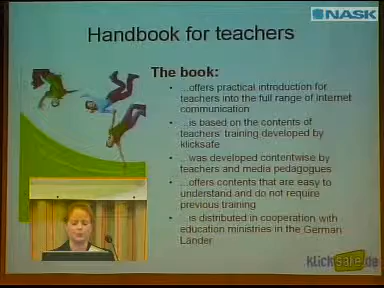 NASK
Handbook for teachers
The book:
• ...offers practical introduction for
teachers into the full range of internet
communication
• ...is based on the contents of
teachers' training developed by
klicksafe
• ...was developed contentwise by
teachers and media pedagogues
• ...offers contents that are easy to
understand and do not require
previous training
• ...is distributed in cooperation with
education ministries in the German
Länder
klicksafe.de